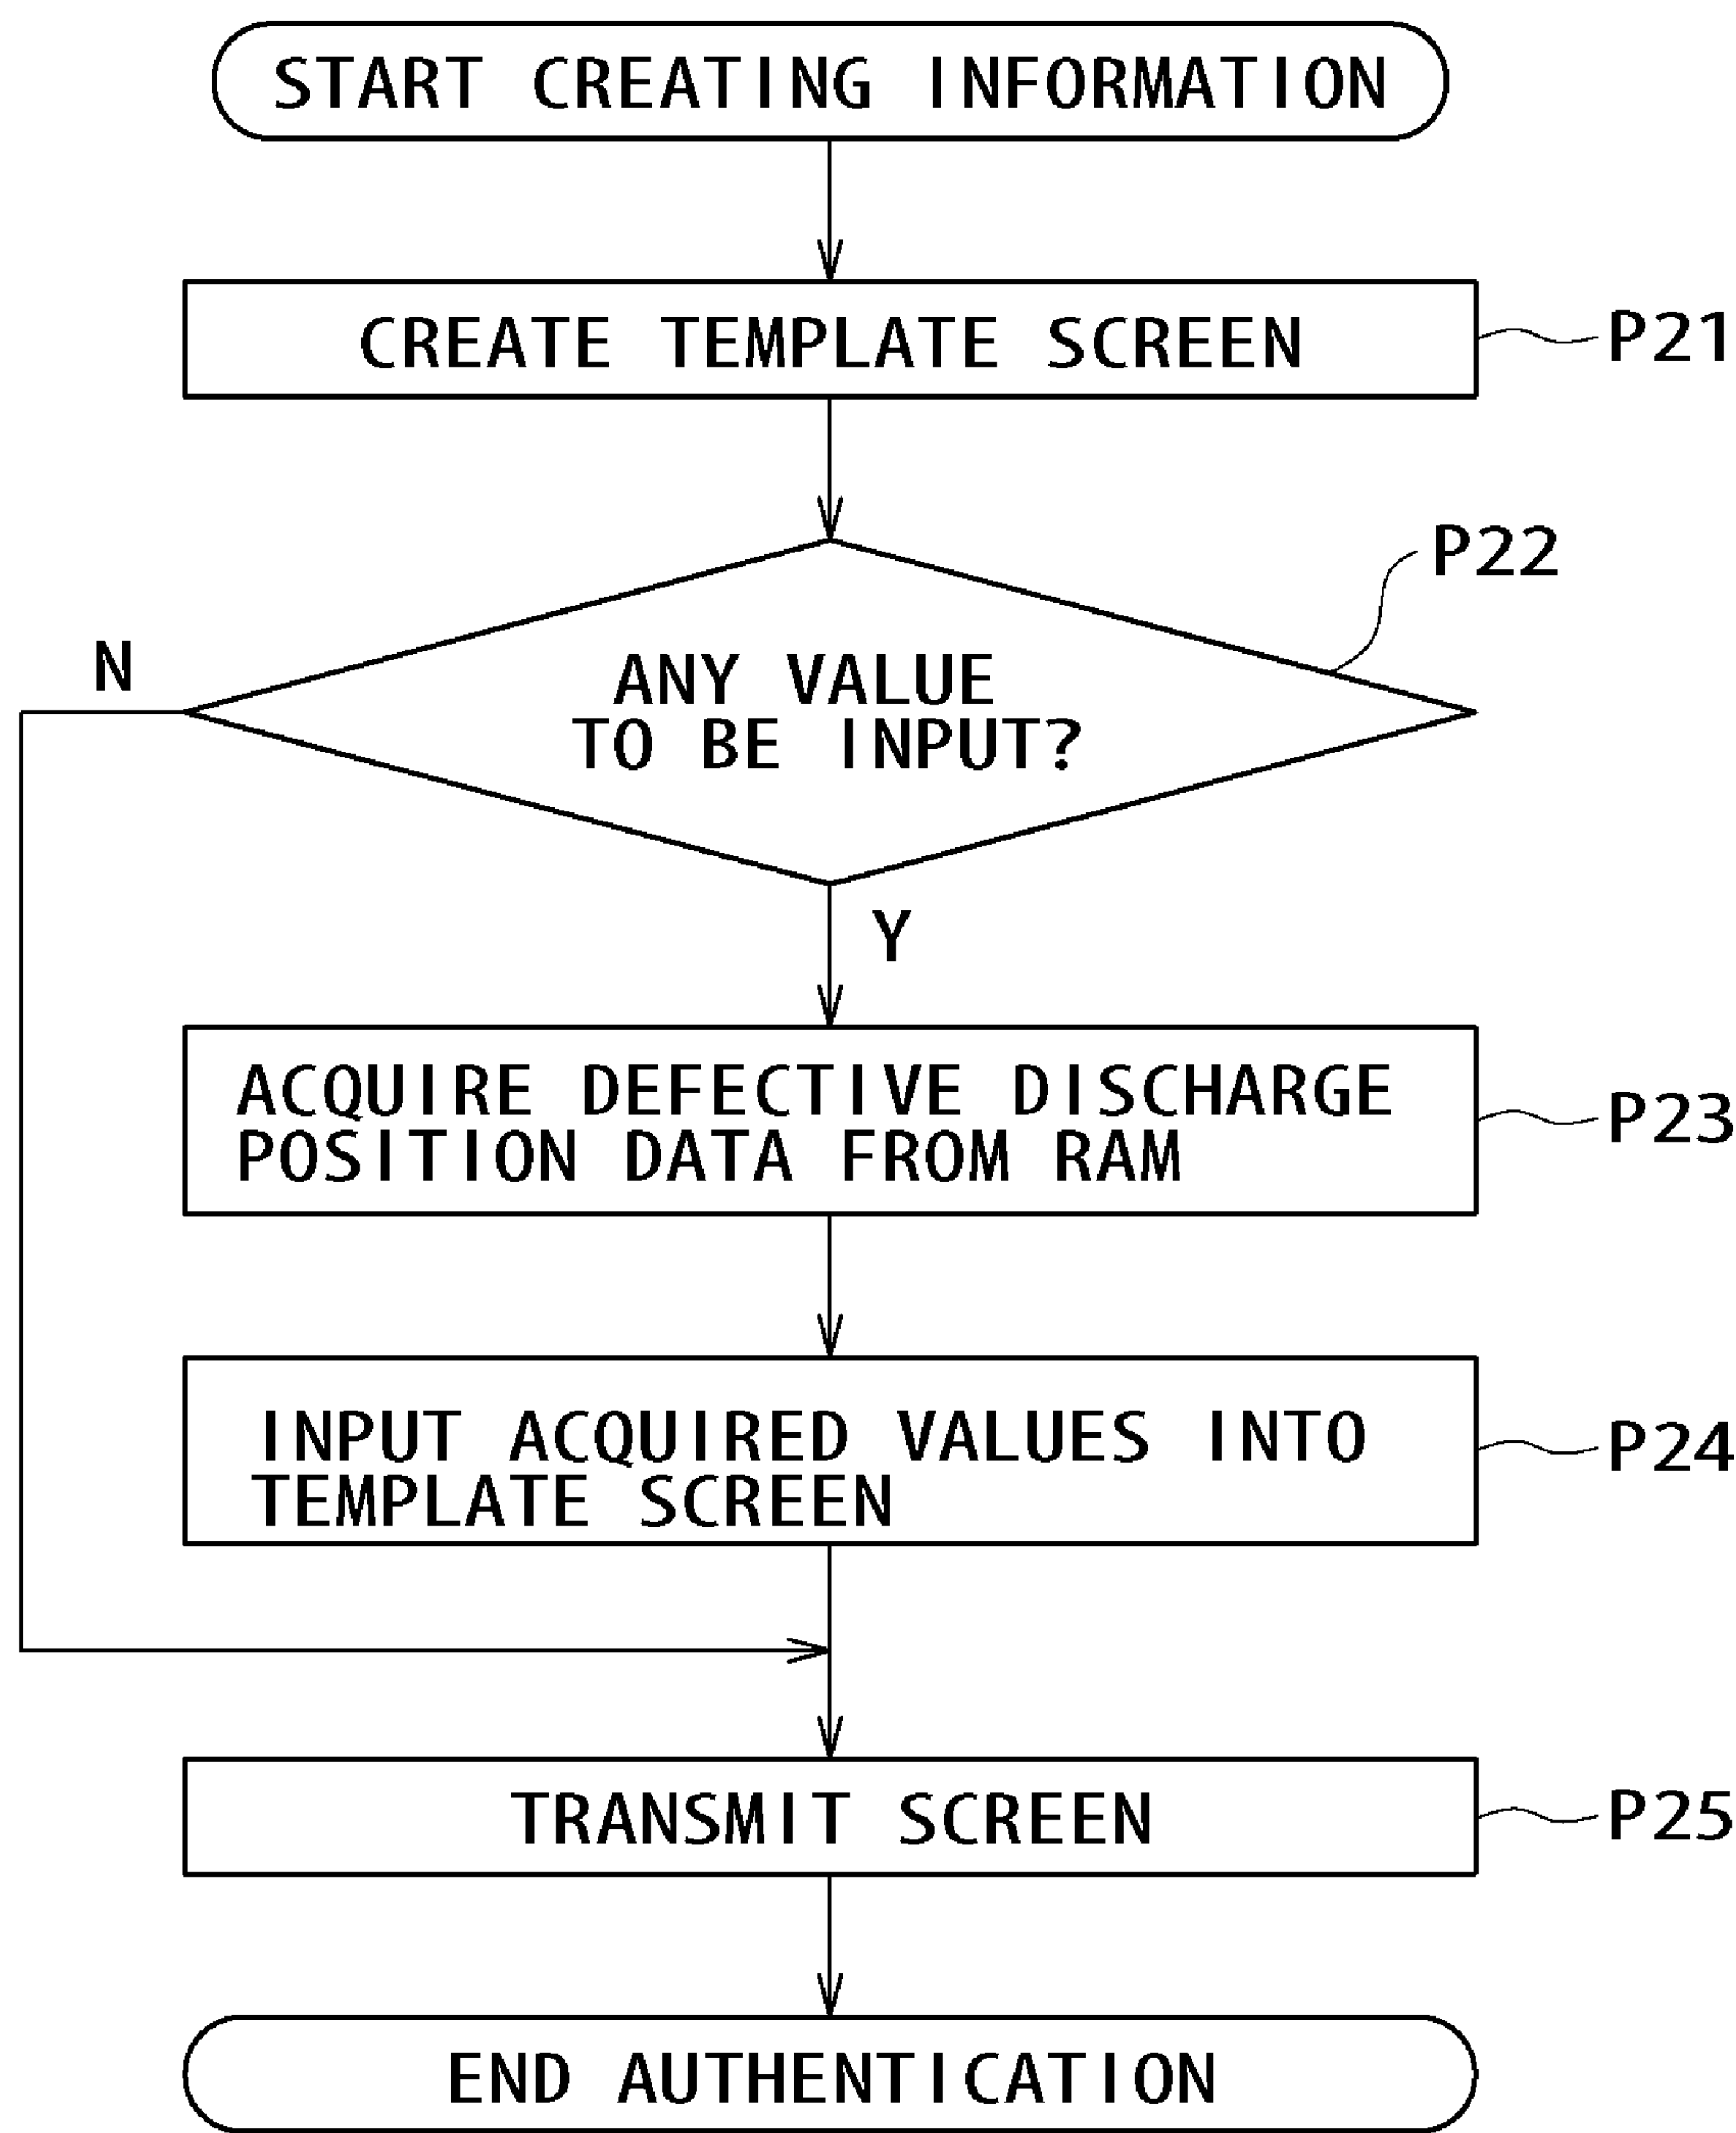 START CREATING INFORMATION
CREATE TEMPLATE SCREEN
P21
P22
N
ANY VALUE
TO BE INPUT?
Y
ACQUIRE DEFECTIVE DISCHARGE
POSITION DATA FROM RAM
P23
INPUT ACQUIRED VALUES INTO
TEMPLATE SCREEN
P24
TRANSMIT SCREEN
P25
END AUTHENTICATION